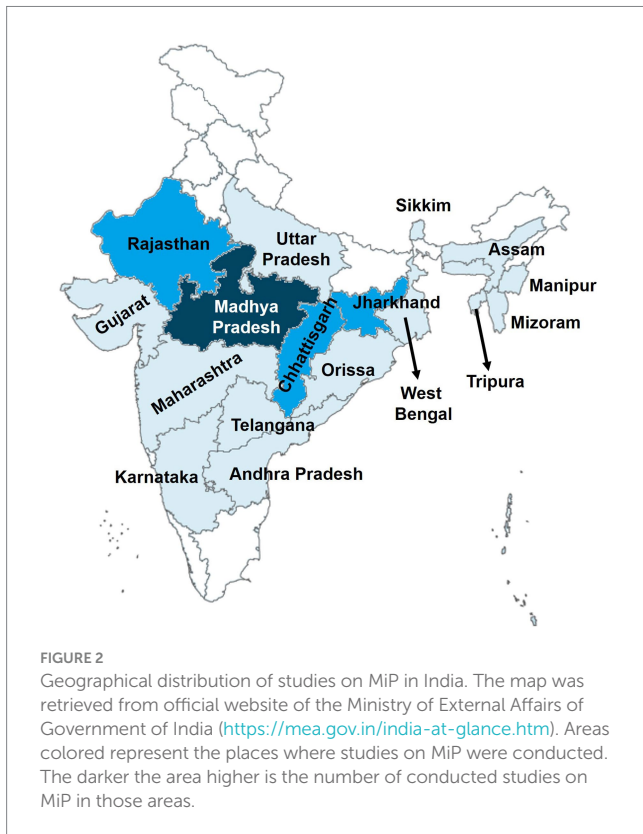 Sikkim
Rajasthan
Uttar
Pradesh
Assam
Manipur
Mizoram
Gujarat
Madhya
Pradesh
Jharkhand
Chhattisgarh
Maharashtra
Orissa
West
Bengal
Tripura
Telangana
Karnataka
Andhra Pradesh
FIGURE 2
Geographical distribution of studies on MiP in India. The map was
retrieved from official website of the Ministry of External Affairs of
Government of India (https://mea.gov.in/india-at-glance.htm). Areas
colored represent the places where studies on MiP were conducted.
The darker the area higher is the number of conducted studies on
MiP in those areas.